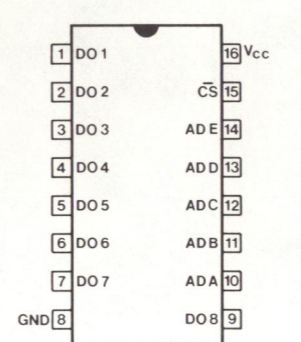 1 DO1 16 Vcc
2 DO2 C̅S̅ 15
3 DO3 ADE 14
4 DO4 ADD 13
5 DO5 ADC 12
6 DO6 ADB 11
7 DO7 ADA 10
GND 8 DO8 9